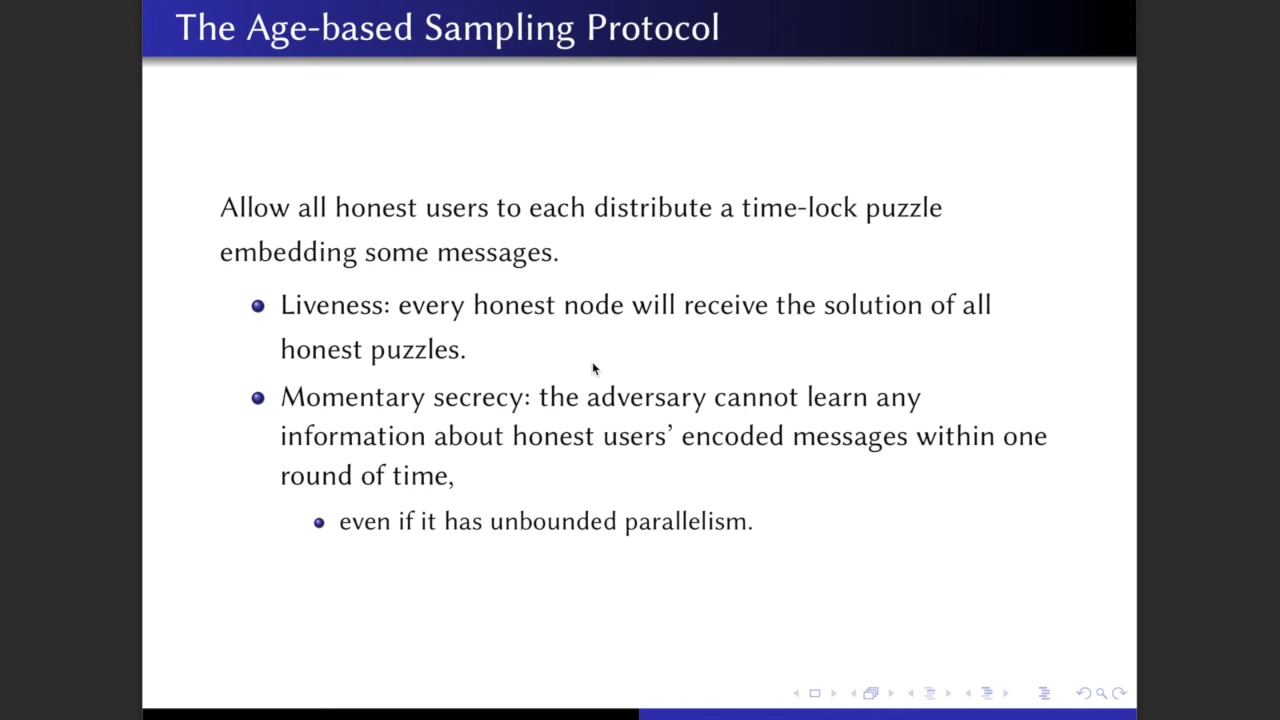 The Age-based Sampling Protocol
Allow all honest users to each distribute a time-lock puzzle
embedding some messages.
Liveness: every honest node will receive the solution of all
honest puzzles.
Momentary secrecy: the adversary cannot learn any
information about honest users’ encoded messages within one
round of time,
even if it has unbounded parallelism.